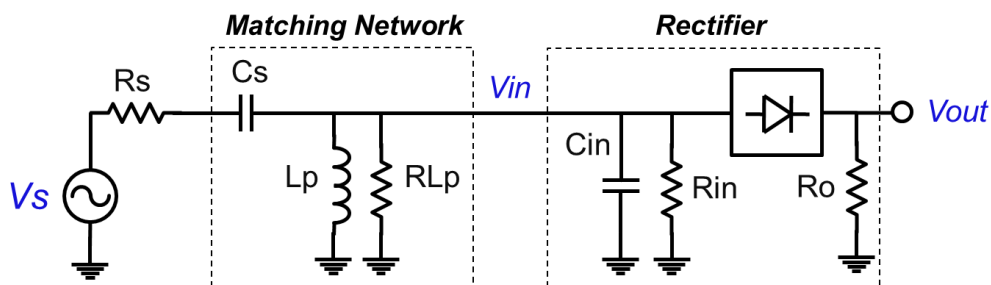 Matching Network
Rectifier
Rs
Cs
Vin
Vout
Vs
Lp
RLp
Cin
Rin
Ro